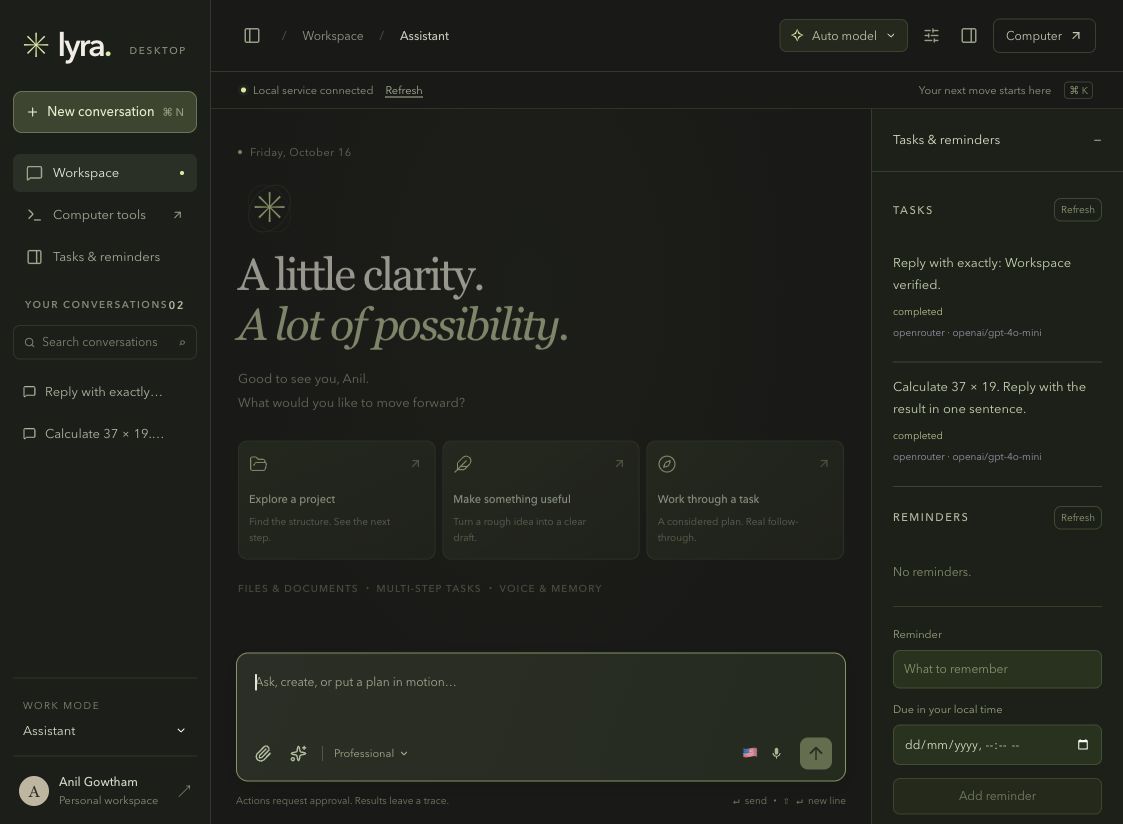 lyra. DESKTOP
+ New conversation ⌘ N
Workspace
Computer tools
Tasks & reminders
YOUR CONVERSATIONS 02
Search conversations
Reply with exactly…
Calculate 37 × 19.…
WORK MODE
Assistant
A
Anil Gowtham
Personal workspace
/ Workspace / Assistant
Auto model
Computer
Local service connected Refresh
Your next move starts here ⌘ K
• Friday, October 16
A little clarity.
A lot of possibility.
Good to see you, Anil.
What would you like to move forward?
Explore a project
Find the structure. See the next
step.
Make something useful
Turn a rough idea into a clear
draft.
Work through a task
A considered plan. Real follow-
through.
FILES & DOCUMENTS • MULTI-STEP TASKS • VOICE & MEMORY
Ask, create, or put a plan in motion…
Professional
Actions request approval. Results leave a trace.
↵ send • ⇧ ↵ new line
Tasks & reminders –
TASKS Refresh
Reply with exactly: Workspace
verified.
completed
openrouter · openai/gpt-4o-mini
Calculate 37 × 19. Reply with the
result in one sentence.
completed
openrouter · openai/gpt-4o-mini
REMINDERS Refresh
No reminders.
Reminder
What to remember
Due in your local time
dd/mm/yyyy, --:-- --
Add reminder